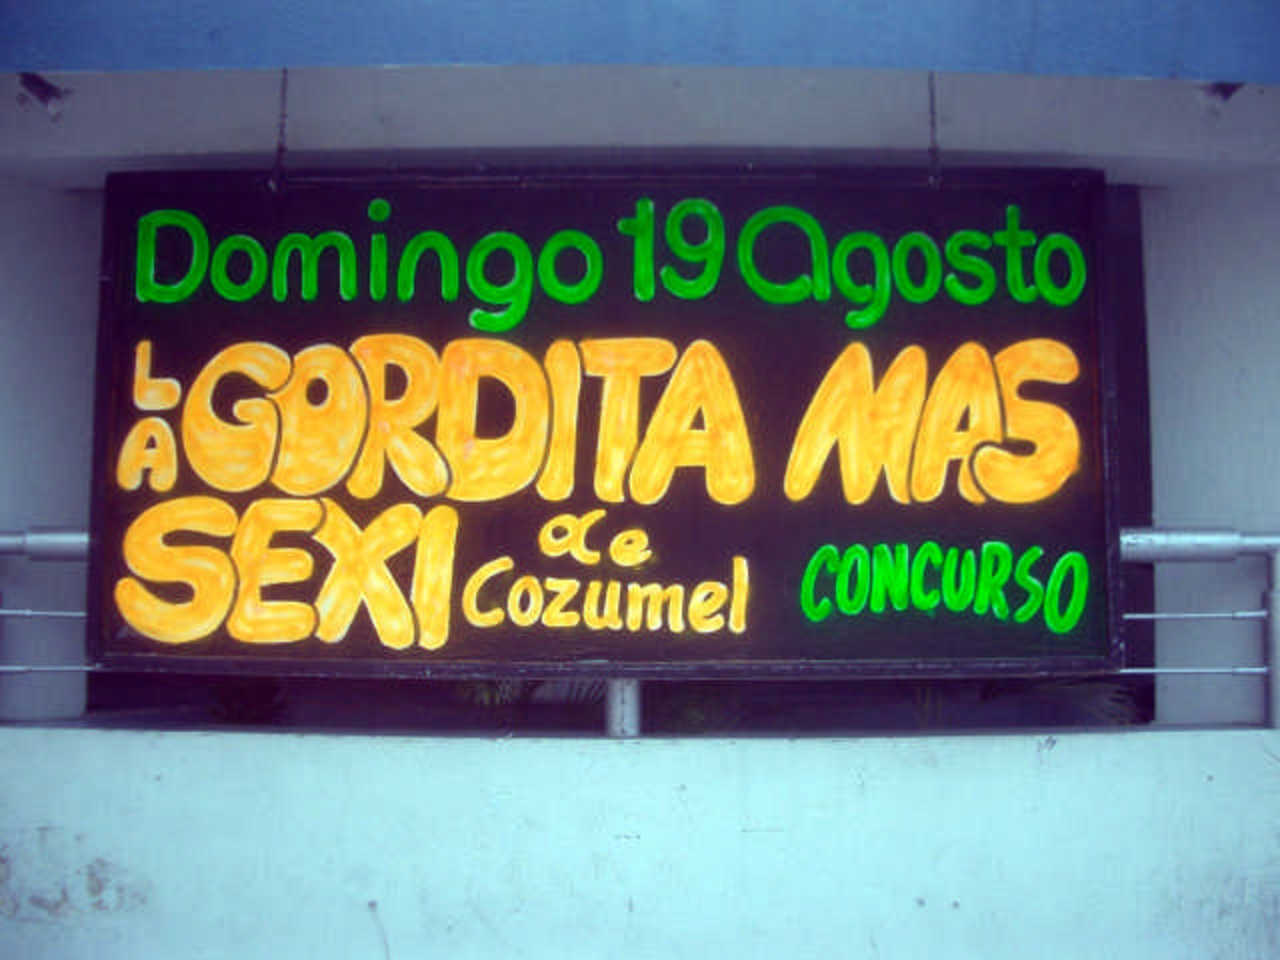 Domingo 19 Agosto
LA GORDITA MAS
SEXI de Cozumel CONCURSO